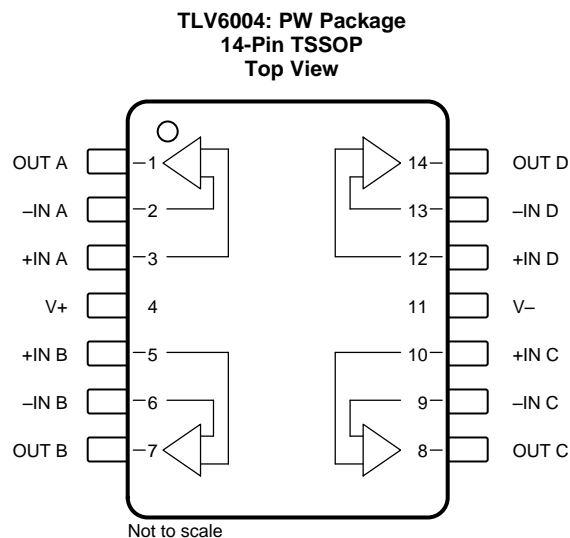 TLV6004: PW Package
14-Pin TSSOP
Top View
OUT A 1 14 OUT D
–IN A 2 13 –IN D
+IN A 3 12 +IN D
V+ 4 11 V–
+IN B 5 10 +IN C
–IN B 6 9 –IN C
OUT B 7 8 OUT C
Not to scale